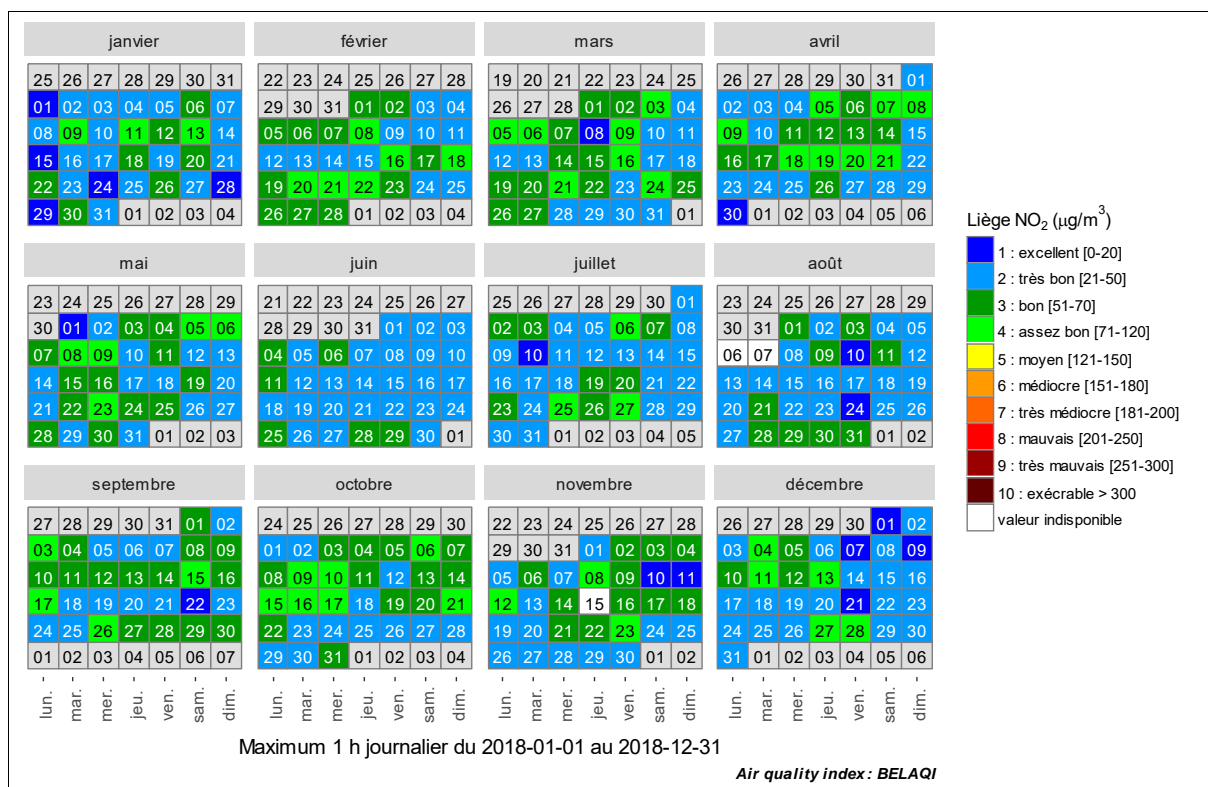 janvier février mars avril
25 26 27 28 29 30 31 22 23 24 25 26 27 28 19 20 21 22 23 24 25 26 27 28 29 30 31 01
01 02 03 04 05 06 07 29 30 31 01 02 03 04 26 27 28 01 02 03 04 02 03 04 05 06 07 08
08 09 10 11 12 13 14 05 06 07 08 09 10 11 05 06 07 08 09 10 11 09 10 11 12 13 14 15
15 16 17 18 19 20 21 12 13 14 15 16 17 18 12 13 14 15 16 17 18 16 17 18 19 20 21 22
22 23 24 25 26 27 28 19 20 21 22 23 24 25 19 20 21 22 23 24 25 23 24 25 26 27 28 29
29 30 31 01 02 03 04 26 27 28 01 02 03 04 26 27 28 29 30 31 01 30 01 02 03 04 05 06
mai juin juillet août
23 24 25 26 27 28 29 21 22 23 24 25 26 27 25 26 27 28 29 30 01 23 24 25 26 27 28 29
30 01 02 03 04 05 06 28 29 30 31 01 02 03 02 03 04 05 06 07 08 30 31 01 02 03 04 05
07 08 09 10 11 12 13 04 05 06 07 08 09 10 09 10 11 12 13 14 15 06 07 08 09 10 11 12
14 15 16 17 18 19 20 11 12 13 14 15 16 17 16 17 18 19 20 21 22 13 14 15 16 17 18 19
21 22 23 24 25 26 27 18 19 20 21 22 23 24 23 24 25 26 27 28 29 20 21 22 23 24 25 26
28 29 30 31 01 02 03 25 26 27 28 29 30 01 30 31 01 02 03 04 05 27 28 29 30 31 01 02
septembre octobre novembre décembre
27 28 29 30 31 01 02 24 25 26 27 28 29 30 22 23 24 25 26 27 28 26 27 28 29 30 01 02
03 04 05 06 07 08 09 01 02 03 04 05 06 07 29 30 31 01 02 03 04 03 04 05 06 07 08 09
10 11 12 13 14 15 16 08 09 10 11 12 13 14 05 06 07 08 09 10 11 10 11 12 13 14 15 16
17 18 19 20 21 22 23 15 16 17 18 19 20 21 12 13 14 15 16 17 18 17 18 19 20 21 22 23
24 25 26 27 28 29 30 22 23 24 25 26 27 28 19 20 21 22 23 24 25 24 25 26 27 28 29 30
01 02 03 04 05 06 07 29 30 31 01 02 03 04 26 27 28 29 30 01 02 31 01 02 03 04 05 06
lun. mar. mer. jeu. ven. sam. dim. lun. mar. mer. jeu. ven. sam. dim. lun. mar. mer. jeu. ven. sam. dim. lun. mar. mer. jeu. ven. sam. dim.
Maximum 1 h journalier du 2018-01-01 au 2018-12-31
Air quality index : BELAQI
Liège NO₂ (µg/m³)
1 : excellent [0-20]
2 : très bon [21-50]
3 : bon [51-70]
4 : assez bon [71-120]
5 : moyen [121-150]
6 : médiocre [151-180]
7 : très médiocre [181-200]
8 : mauvais [201-250]
9 : très mauvais [251-300]
10 : exécrable > 300
valeur indisponible